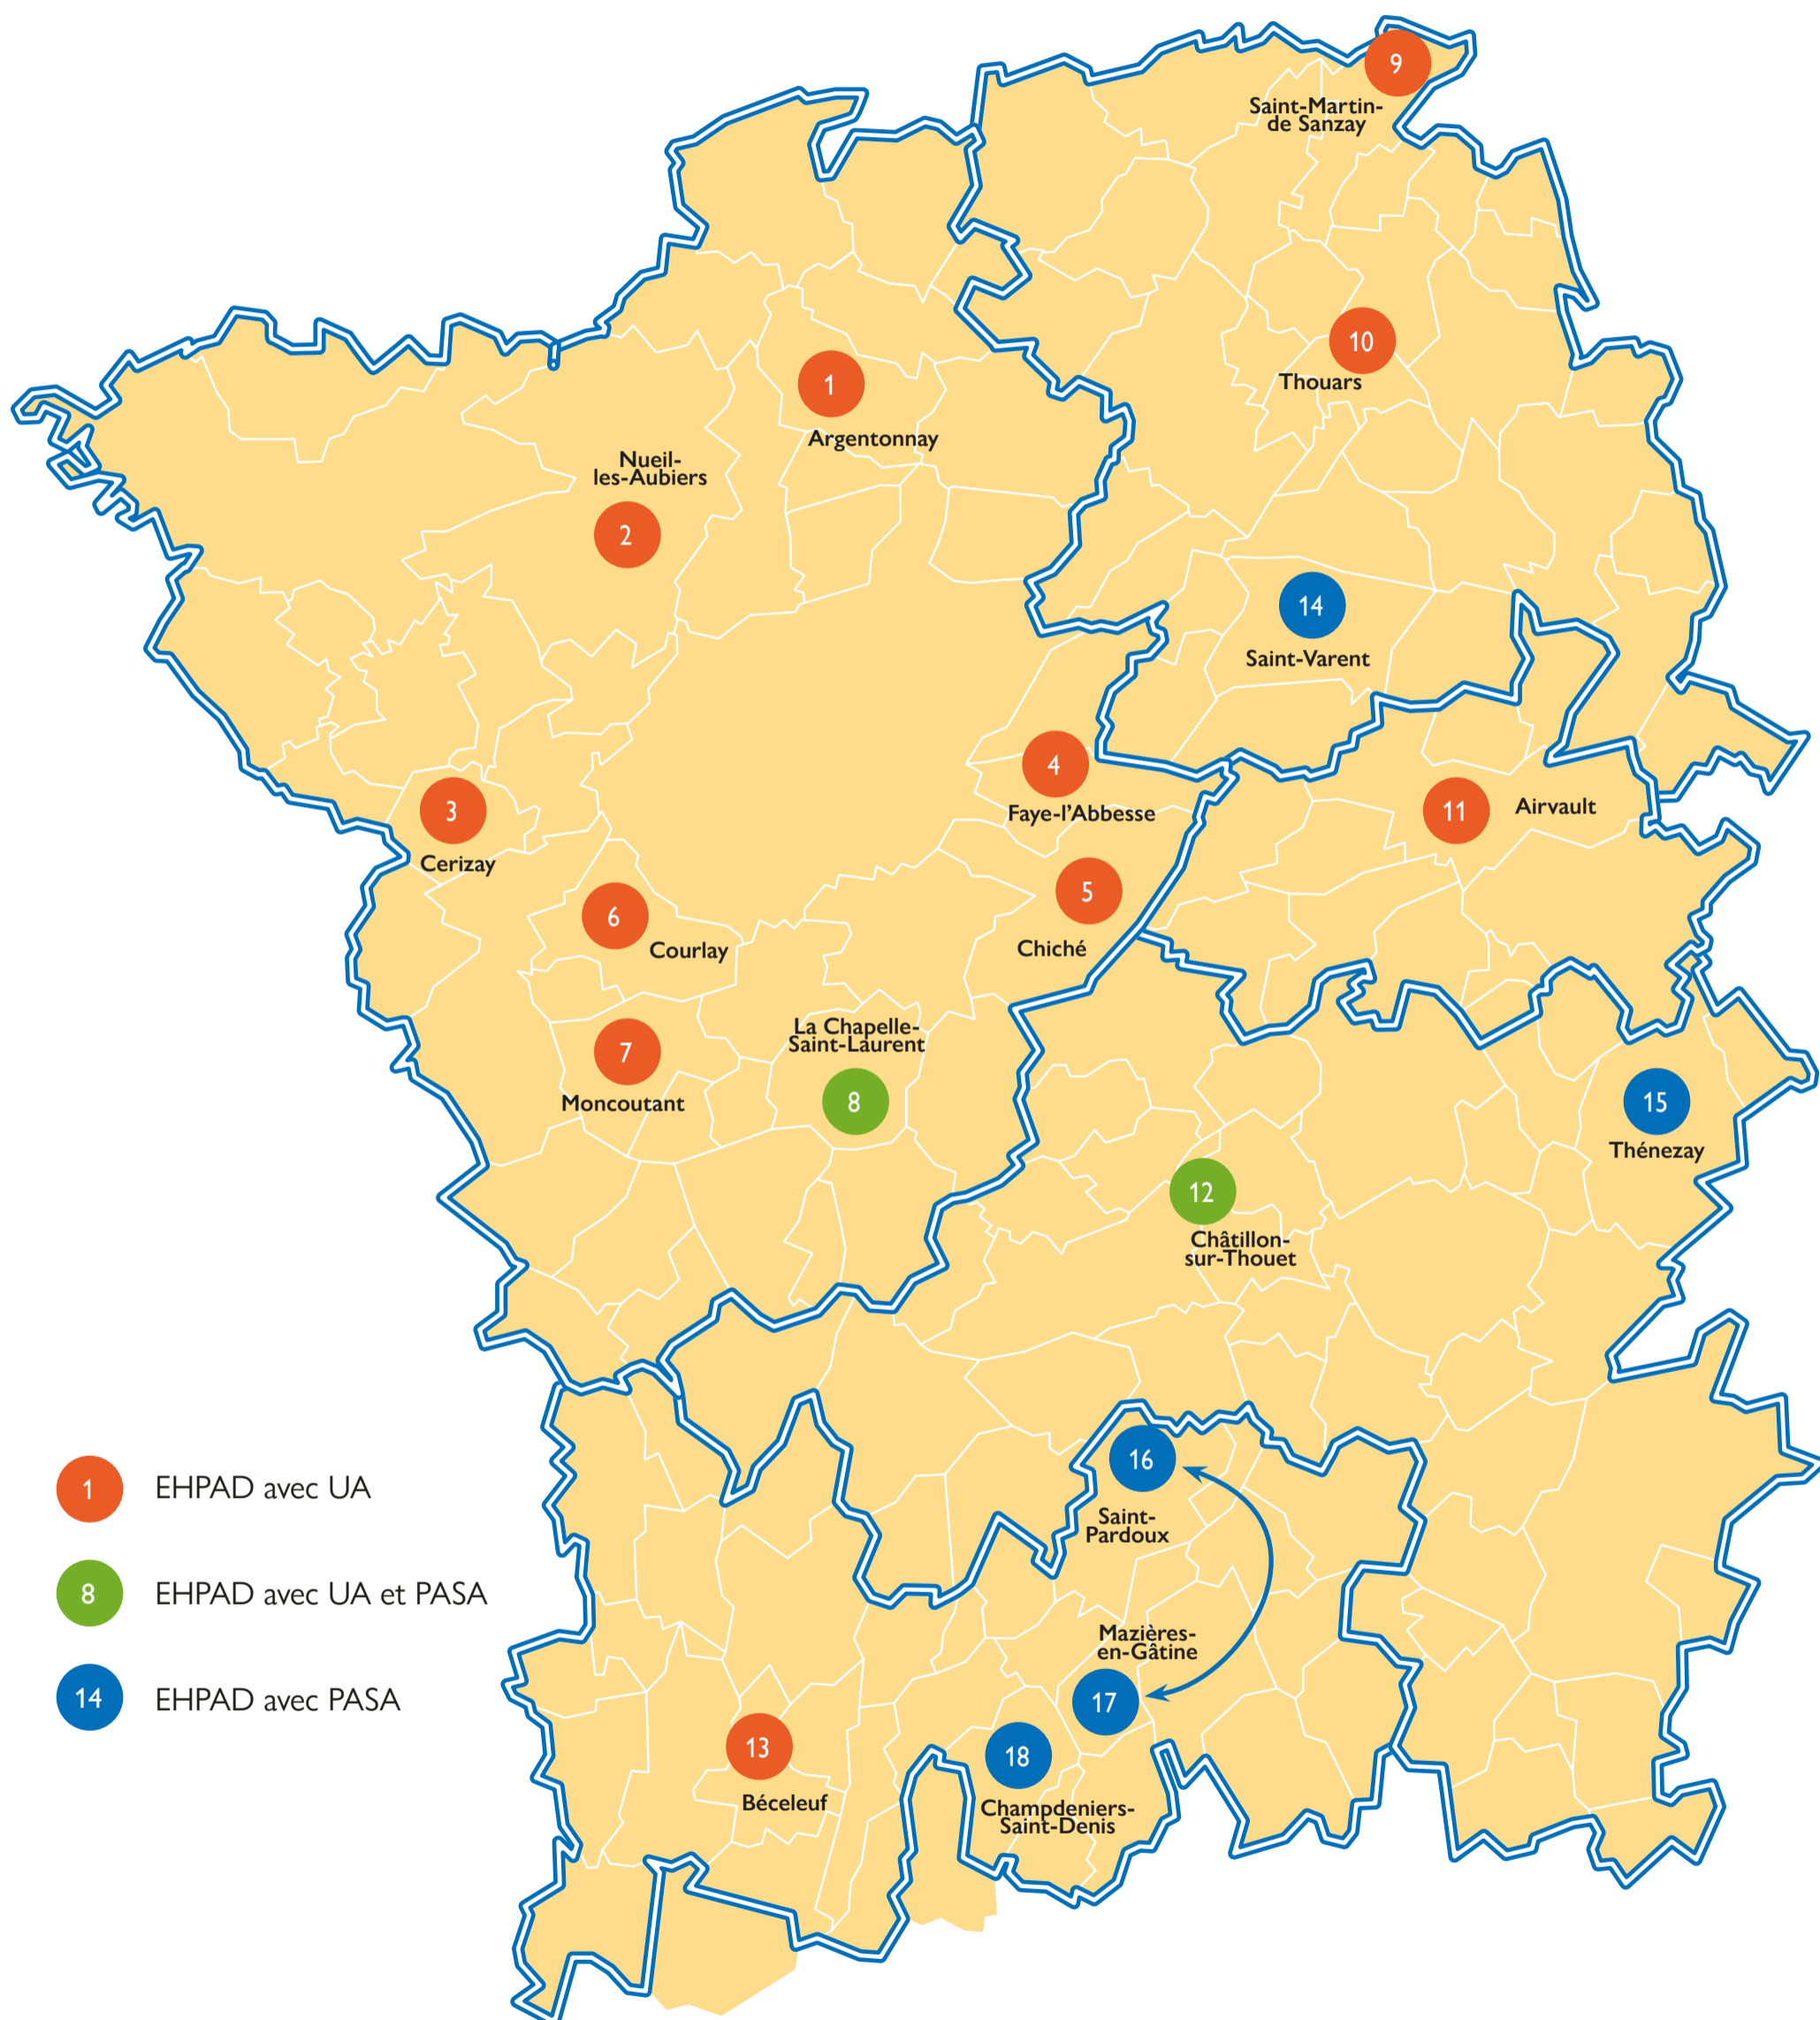 9
Saint-Martin-
de Sanzay
10
Thouars
1
Argentonnay
Nueil-
les-Aubiers
2
14
Saint-Varent
4
Faye-l'Abbesse
3
Cerizay
11
Airvault
5
Chiché
6
Courlay
7
Moncoutant
La Chapelle-
Saint-Laurent
8
15
Thénezay
12
Châtillon-
sur-Thouet
16
Saint-
Pardoux
Mazières-
en-Gâtine
17
13
Béceleuf
18
Champdeniers-
Saint-Denis
1 EHPAD avec UA
8 EHPAD avec UA et PASA
14 EHPAD avec PASA